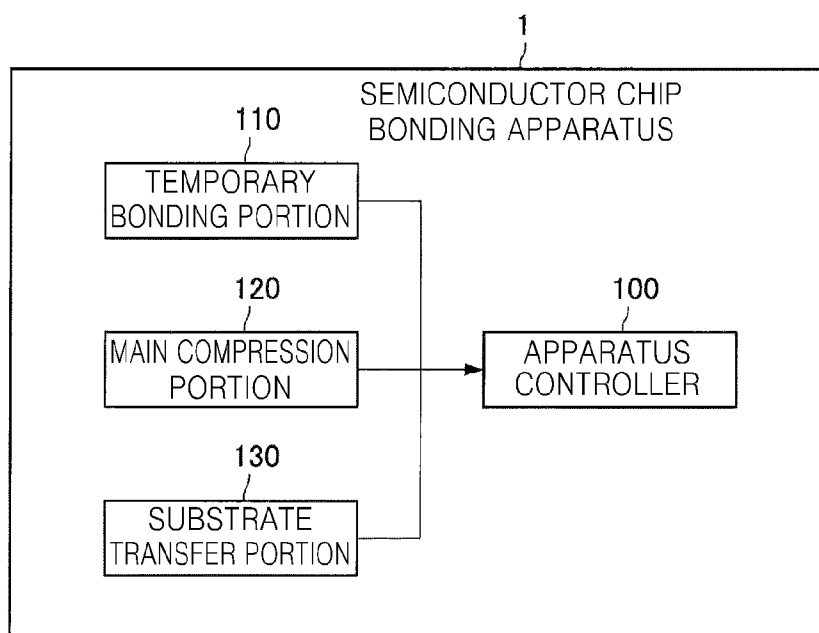 1
SEMICONDUCTOR CHIP
BONDING APPARATUS
110
TEMPORARY
BONDING PORTION
120
MAIN COMPRESSION
PORTION
100
APPARATUS
CONTROLLER
130
SUBSTRATE
TRANSFER PORTION